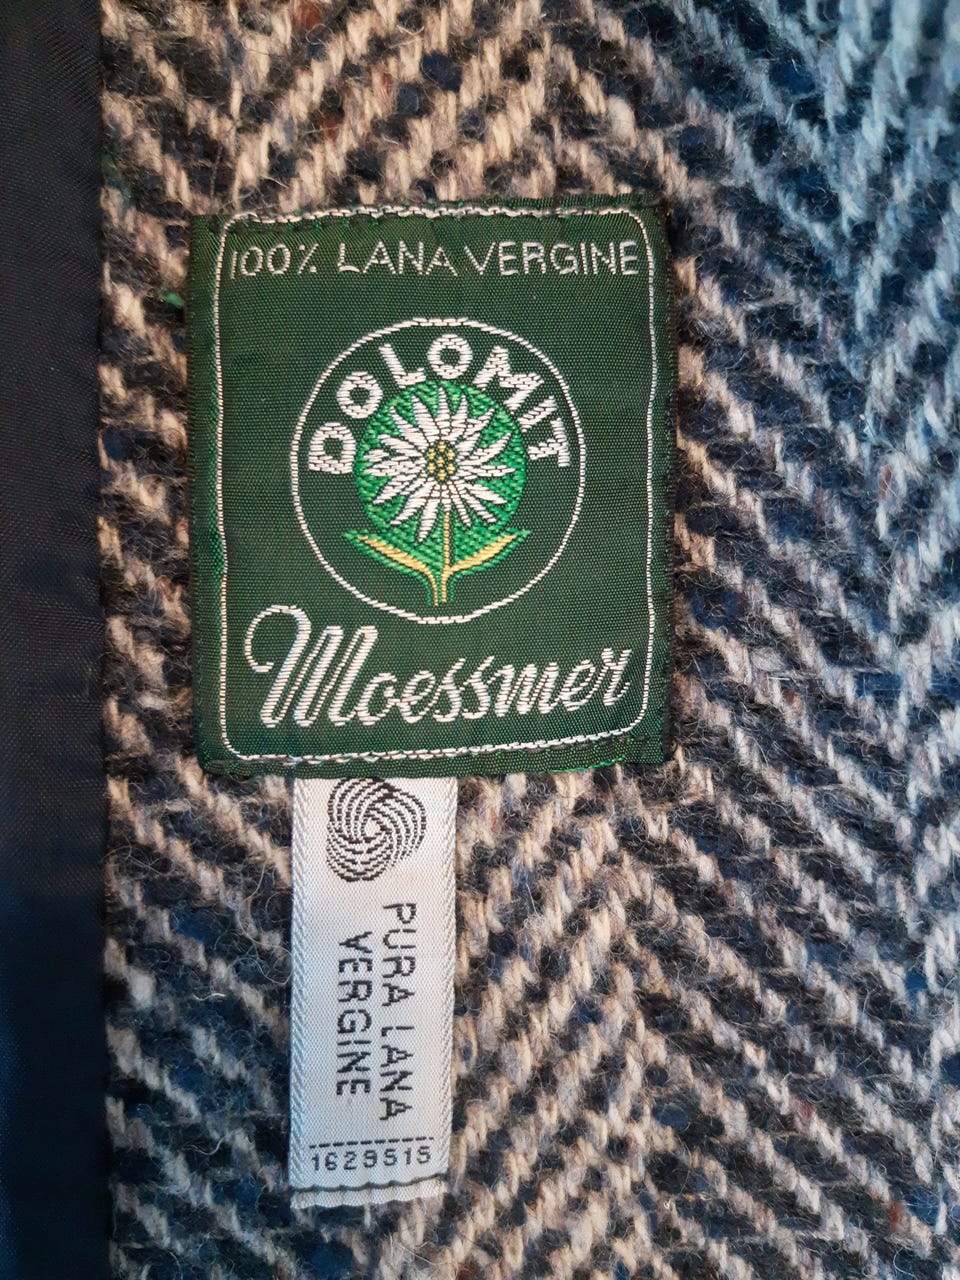 100% LANA VERGINE
DOLOMIT
Moessmer
PURA LANA
VERGINE
1629515